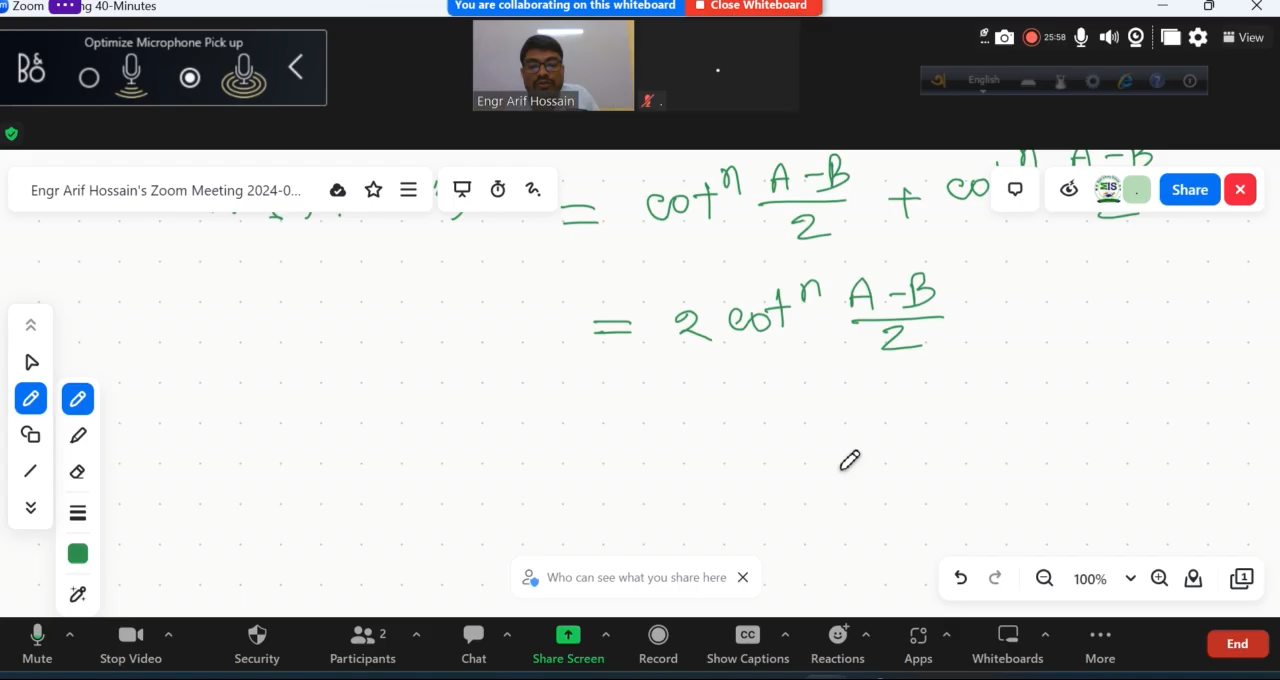 Zoom ng 40-Minutes
You are collaborating on this whiteboard Close Whiteboard
Optimize Microphone Pick up
B&O
Engr Arif Hossain
.
25:58
View
English
Engr Arif Hossain's Zoom Meeting 2024-0...
Share
= cot^n (A-B)/2 + co n A-B
= 2 cot^n (A-B)/2
Who can see what you share here
100%
1
2
CC
Mute Stop Video Security Participants Chat Share Screen Record Show Captions Reactions Apps Whiteboards More End